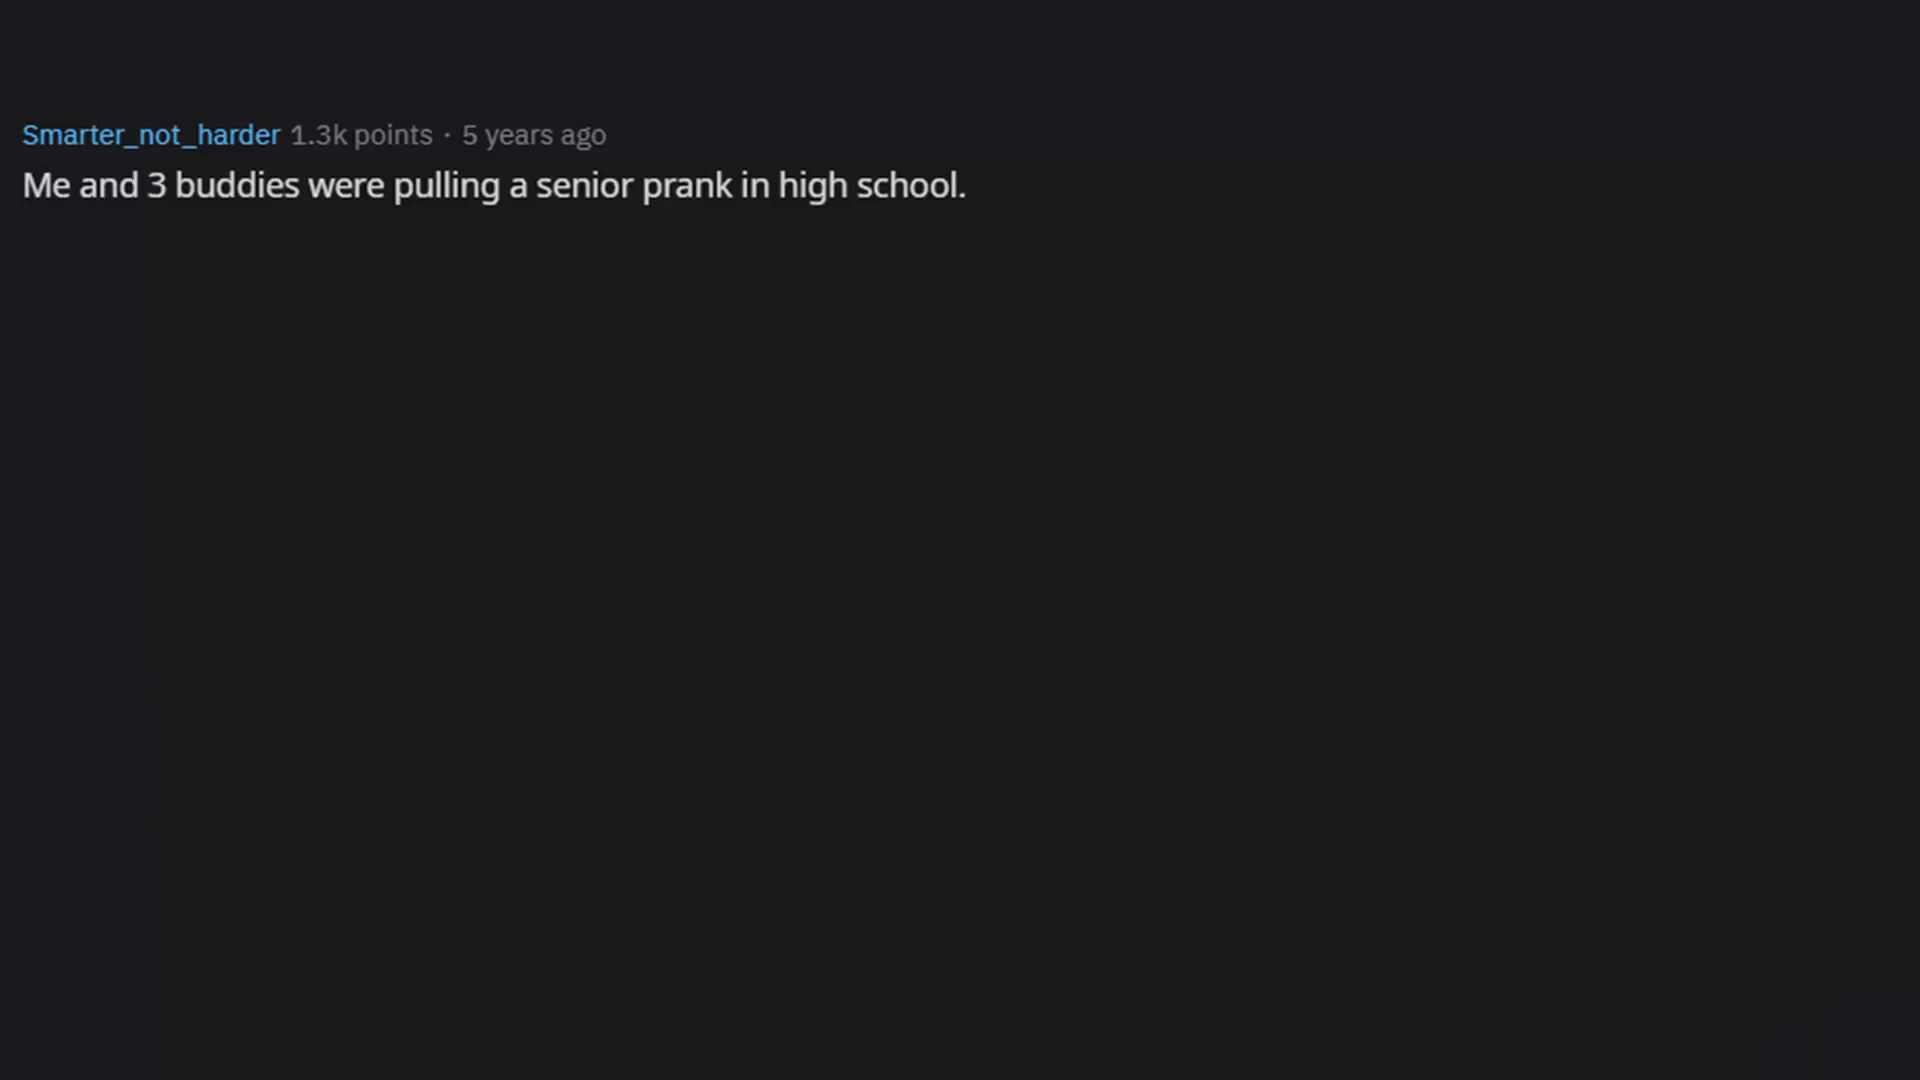 Smarter_not_harder 1.3k points · 5 years ago
Me and 3 buddies were pulling a senior prank in high school.